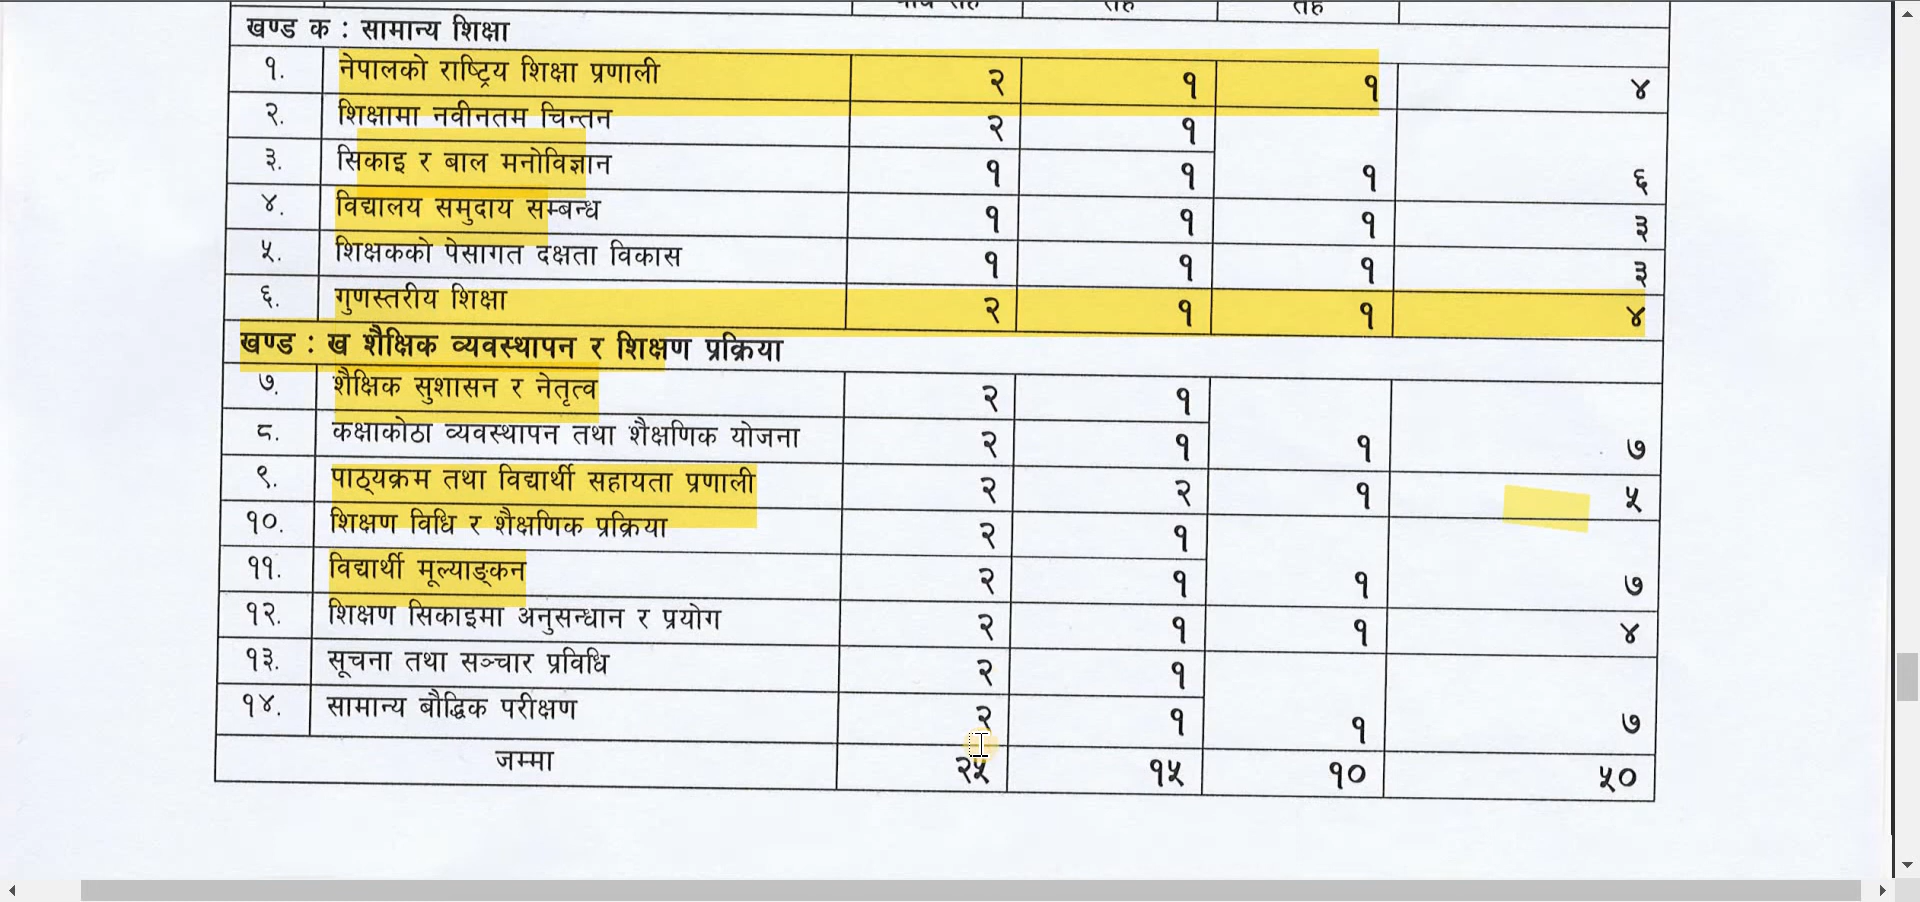 खण्ड क : सामान्य शिक्षा
१. नेपालको राष्ट्रिय शिक्षा प्रणाली २ १ १ ४
२. शिक्षामा नवीनतम चिन्तन २ १
३. सिकाइ र बाल मनोविज्ञान १ १ १ ६
४. विद्यालय समुदाय सम्बन्ध १ १ १ ३
५. शिक्षकको पेसागत दक्षता विकास १ १ १ ३
६. गुणस्तरीय शिक्षा २ १ १ ४
खण्ड : ख शैक्षिक व्यवस्थापन र शिक्षण प्रक्रिया
७. शैक्षिक सुशासन र नेतृत्व २ १
८. कक्षाकोठा व्यवस्थापन तथा शैक्षणिक योजना २ १ १ ७
९. पाठ्यक्रम तथा विद्यार्थी सहायता प्रणाली २ २ १ ५
१०. शिक्षण विधि र शैक्षणिक प्रक्रिया २ १
११. विद्यार्थी मूल्याङ्कन २ १ १ ७
१२. शिक्षण सिकाइमा अनुसन्धान र प्रयोग २ १ १ ४
१३. सूचना तथा सञ्चार प्रविधि २ १
१४. सामान्य बौद्धिक परीक्षण २ १ १ ७
जम्मा २५ १५ १० ५०